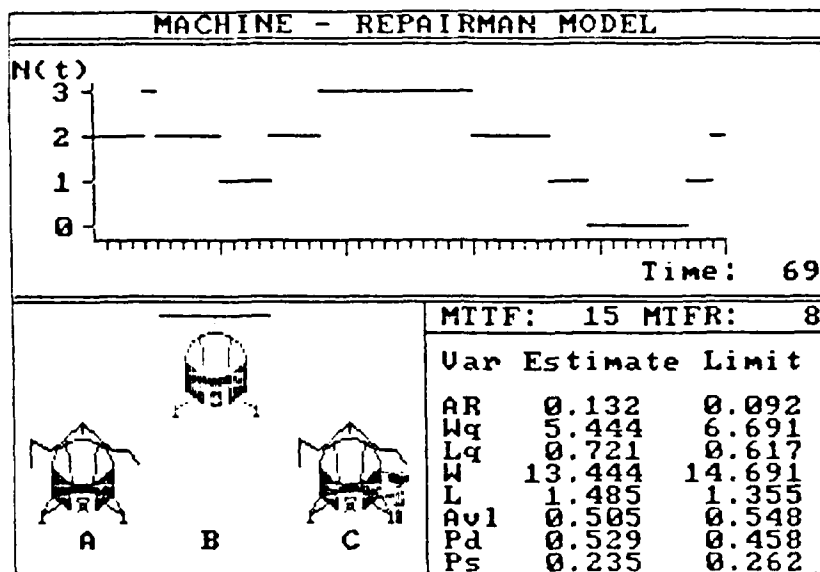 MACHINE - REPAIRMAN MODEL
N(t)
3
2
1
0
Time: 69
MTTF: 15 MTFR: 8
Var Estimate Limit
AR 0.132 0.092
Wq 5.444 6.691
Lq 0.721 0.617
W 13.444 14.691
L 1.485 1.355
Avl 0.505 0.548
Pd 0.529 0.458
Ps 0.235 0.262
A B C